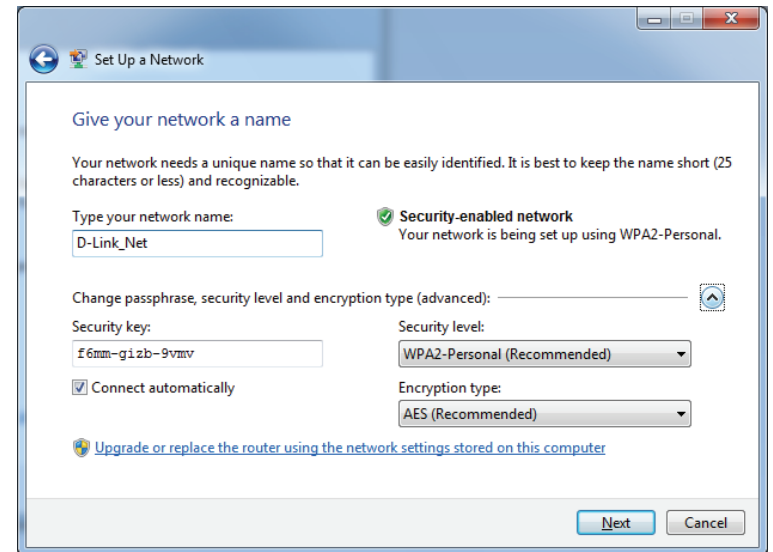 Set Up a Network
Give your network a name
Your network needs a unique name so that it can be easily identified. It is best to keep the name short (25
characters or less) and recognizable.
Type your network name:
Security-enabled network
Your network is being set up using WPA2-Personal.
D-Link_Net
Change passphrase, security level and encryption type (advanced):
Security key:
Security level:
f6mm-gizb-9vmv
WPA2-Personal (Recommended)
Connect automatically
Encryption type:
AES (Recommended)
Upgrade or replace the router using the network settings stored on this computer
Next
Cancel